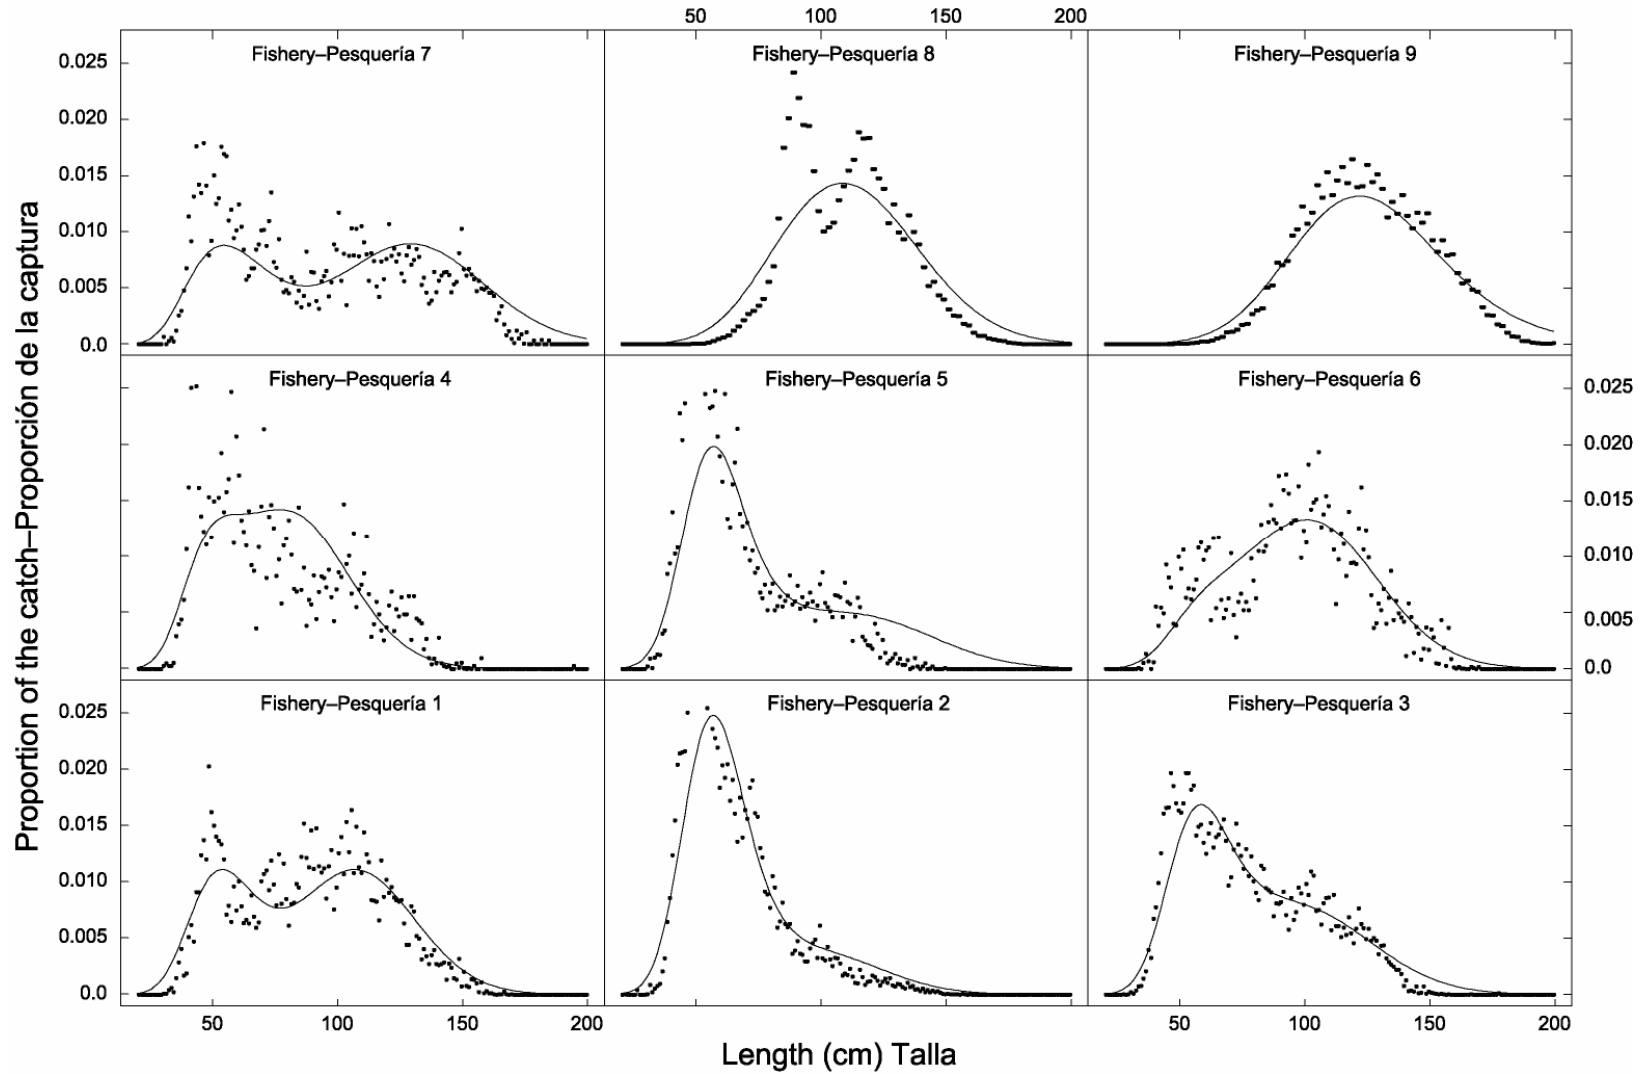 50 100 150 200
Fishery–Pesquería 7
Fishery–Pesquería 8
Fishery–Pesquería 9
0.025
0.020
0.015
0.010
0.005
0.0
Fishery–Pesquería 4
Fishery–Pesquería 5
Fishery–Pesquería 6
0.025
0.020
0.015
0.010
0.005
0.0
Fishery–Pesquería 1
Fishery–Pesquería 2
Fishery–Pesquería 3
0.025
0.020
0.015
0.010
0.005
0.0
50 100 150 200
50 100 150 200
Length (cm) Talla
Proportion of the catch–Proporción de la captura